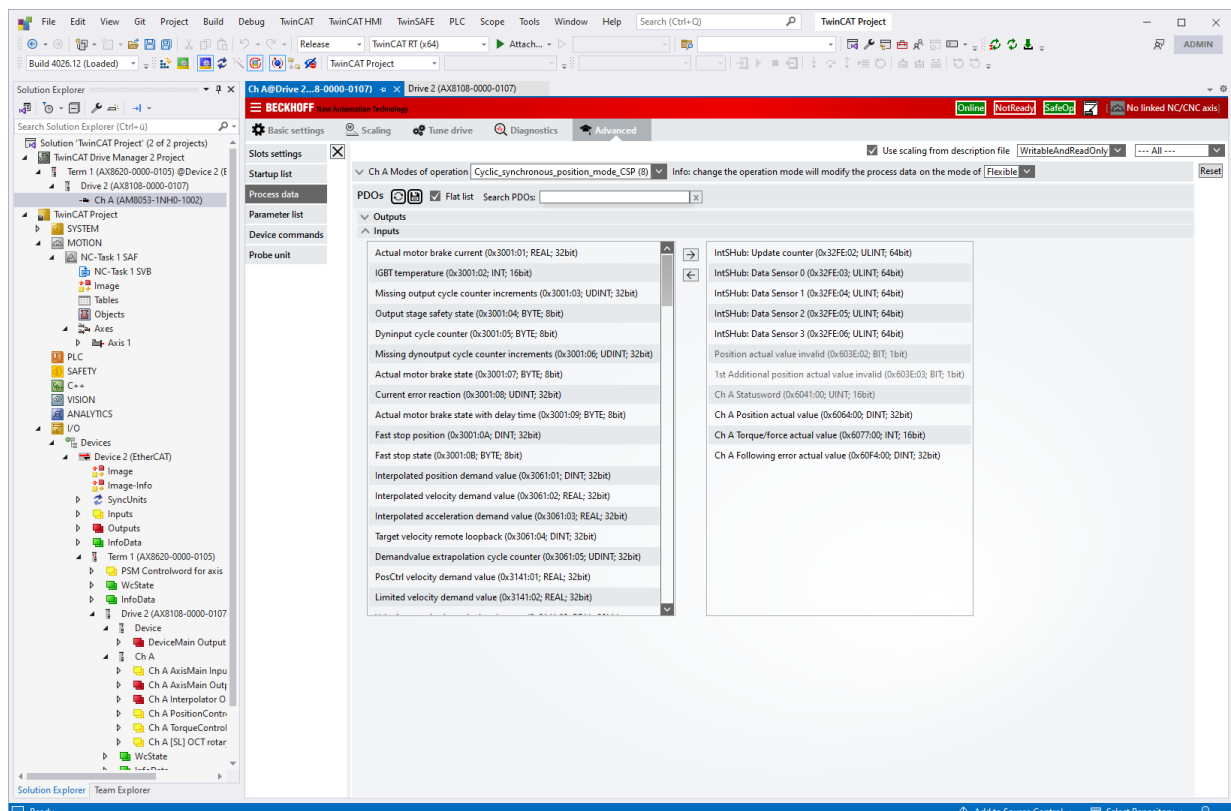 File Edit View Git Project Build Debug TwinCAT TwinCAT HMI TwinSAFE PLC Scope Tools Window Help Search (Ctrl+Q) TwinCAT Project
Release TwinCAT RT (x64) Attach... ADMIN
Build 4026.12 (Loaded) TwinCAT Project
Solution Explorer
Search Solution Explorer (Ctrl+ü)
Solution 'TwinCAT Project' (2 of 2 projects)
TwinCAT Drive Manager 2 Project
Term 1 (AX8620-0000-0105) @Device 2 (E
Drive 2 (AX8108-0000-0107)
Ch A (AM8053-1NH0-1002)
TwinCAT Project
SYSTEM
MOTION
NC-Task 1 SAF
NC-Task 1 SVB
Image
Tables
Objects
Axes
Axis 1
PLC
SAFETY
C++
VISION
ANALYTICS
I/O
Devices
Device 2 (EtherCAT)
Image
Image-Info
SyncUnits
Inputs
Outputs
InfoData
Term 1 (AX8620-0000-0105)
PSM Controlword for axis
WcState
InfoData
Drive 2 (AX8108-0000-0107
Device
DeviceMain Output
Ch A
Ch A AxisMain Inpu
Ch A AxisMain Outp
Ch A Interpolator O
Ch A PositionContr
Ch A TorqueControl
Ch A [SL] OCT rotar
WcState
Solution Explorer Team Explorer
Ch A@Drive 2...8-0000-0107) Drive 2 (AX8108-0000-0107)
BECKHOFF New Automation Technology Online NotReady SafeOp No linked NC/CNC axis
Basic settings Scaling Tune drive Diagnostics Advanced
Slots settings
Startup list
Process data
Parameter list
Device commands
Probe unit
Use scaling from description file WritableAndReadOnly --- All ---
Ch A Modes of operation Cyclic_synchronous_position_mode_CSP (8) Info: change the operation mode will modify the process data on the mode of Flexible Reset
PDOs Flat list Search PDOs: x
Outputs
Inputs
Actual motor brake current (0x3001:01; REAL; 32bit)
IGBT temperature (0x3001:02; INT; 16bit)
Missing output cycle counter increments (0x3001:03; UDINT; 32bit)
Output stage safety state (0x3001:04; BYTE; 8bit)
Dyninput cycle counter (0x3001:05; BYTE; 8bit)
Missing dynoutput cycle counter increments (0x3001:06; UDINT; 32bit)
Actual motor brake state (0x3001:07; BYTE; 8bit)
Current error reaction (0x3001:08; UDINT; 32bit)
Actual motor brake state with delay time (0x3001:09; BYTE; 8bit)
Fast stop position (0x3001:0A; DINT; 32bit)
Fast stop state (0x3001:0B; BYTE; 8bit)
Interpolated position demand value (0x3061:01; DINT; 32bit)
Interpolated velocity demand value (0x3061:02; REAL; 32bit)
Interpolated acceleration demand value (0x3061:03; REAL; 32bit)
Target velocity remote loopback (0x3061:04; DINT; 32bit)
Demandvalue extrapolation cycle counter (0x3061:05; UDINT; 32bit)
PosCtrl velocity demand value (0x3141:01; REAL; 32bit)
Limited velocity demand value (0x3141:02; REAL; 32bit)
IntSHub: Update counter (0x32FE:02; ULINT; 64bit)
IntSHub: Data Sensor 0 (0x32FE:03; ULINT; 64bit)
IntSHub: Data Sensor 1 (0x32FE:04; ULINT; 64bit)
IntSHub: Data Sensor 2 (0x32FE:05; ULINT; 64bit)
IntSHub: Data Sensor 3 (0x32FE:06; ULINT; 64bit)
Position actual value invalid (0x603E:02; BIT; 1bit)
1st Additional position actual value invalid (0x603E:03; BIT; 1bit)
Ch A Statusword (0x6041:00; UINT; 16bit)
Ch A Position actual value (0x6064:00; DINT; 32bit)
Ch A Torque/force actual value (0x6077:00; INT; 16bit)
Ch A Following error actual value (0x60F4:00; DINT; 32bit)
Ready Add to Source Control Select Repository